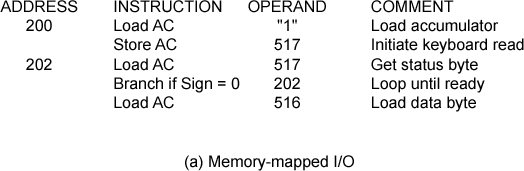 ADDRESS INSTRUCTION OPERAND COMMENT
200 Load AC "1" Load accumulator
Store AC 517 Initiate keyboard read
202 Load AC 517 Get status byte
Branch if Sign = 0 202 Loop until ready
Load AC 516 Load data byte
(a) Memory-mapped I/O